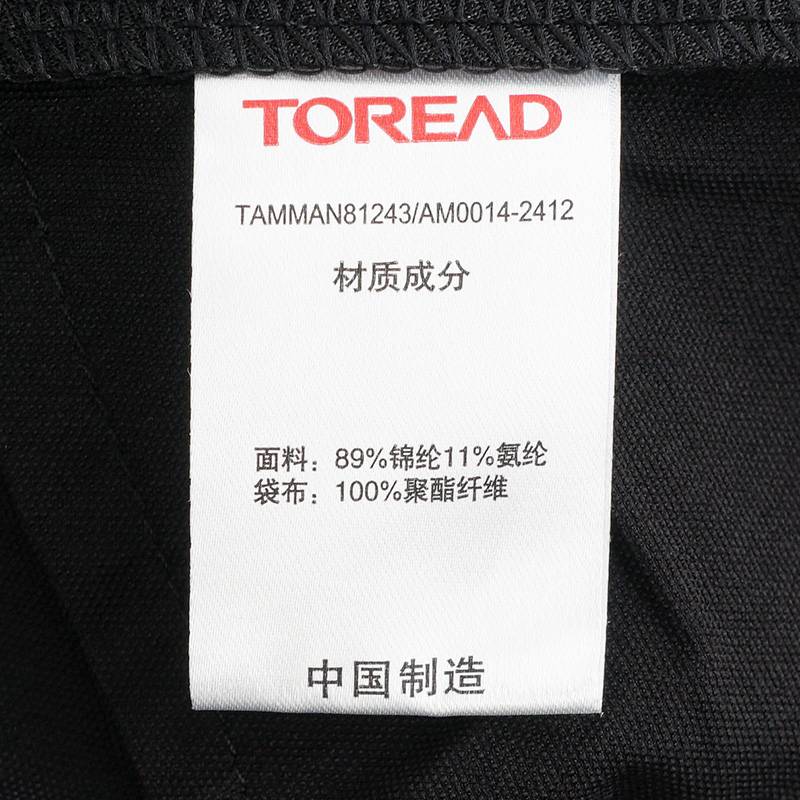 TOREAD
TAMMAN81243/AM0014-2412
材质成分
面料：89%锦纶11%氨纶
袋布：100%聚酯纤维
中国制造